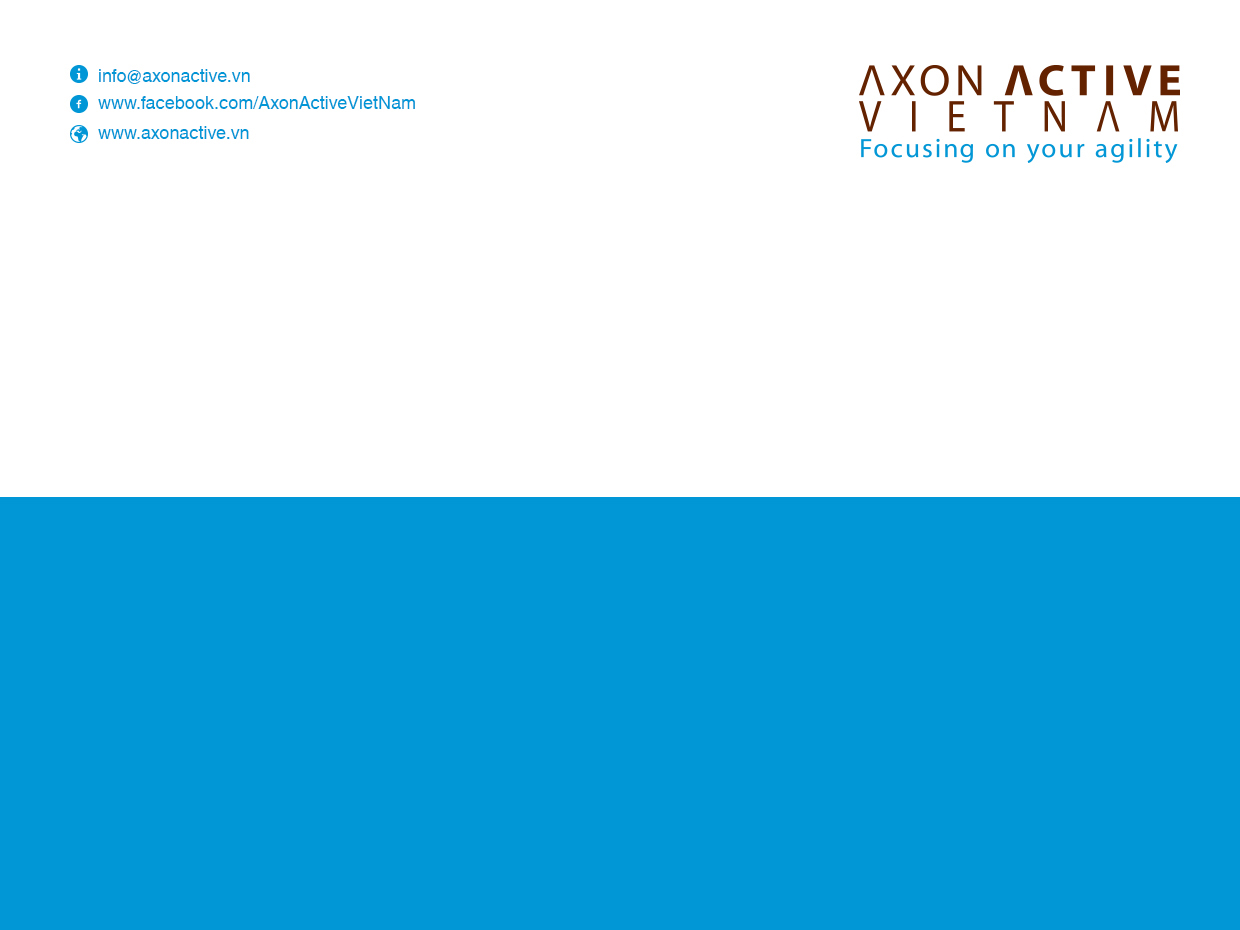 info@axonactive.vn
www.facebook.com/AxonActiveVietNam
www.axonactive.vn
AXON ACTIVE
VIETNAM
Focusing on your agility